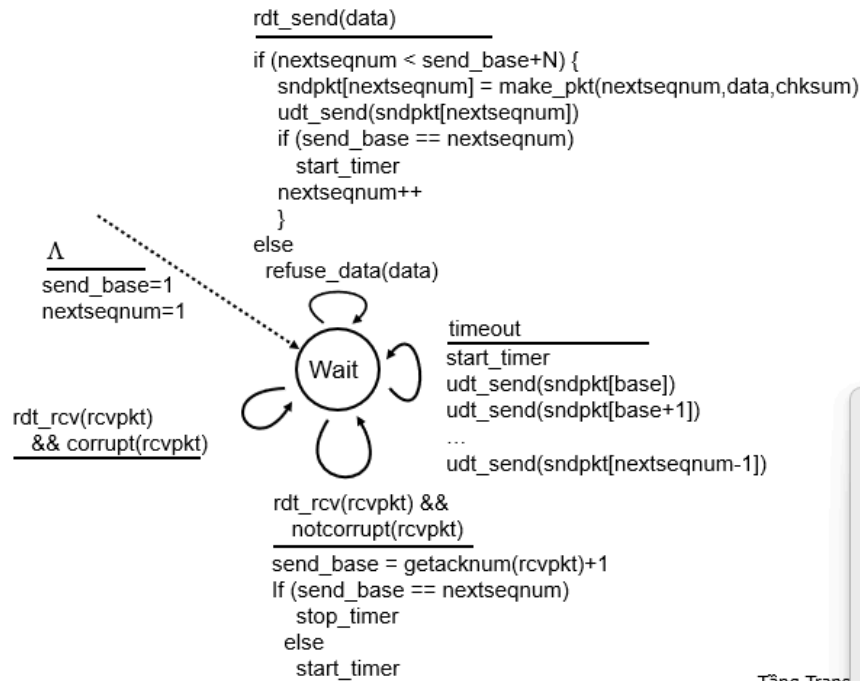 rdt_send(data)
if (nextseqnum < send_base+N) {
sndpkt[nextseqnum] = make_pkt(nextseqnum,data,chksum)
udt_send(sndpkt[nextseqnum])
if (send_base == nextseqnum)
start_timer
nextseqnum++
}
else
refuse_data(data)
Λ
send_base=1
nextseqnum=1
Wait
timeout
start_timer
udt_send(sndpkt[base])
udt_send(sndpkt[base+1])
...
udt_send(sndpkt[nextseqnum-1])
rdt_rcv(rcvpkt)
&& corrupt(rcvpkt)
rdt_rcv(rcvpkt) &&
notcorrupt(rcvpkt)
send_base = getacknum(rcvpkt)+1
If (send_base == nextseqnum)
stop_timer
else
start_timer